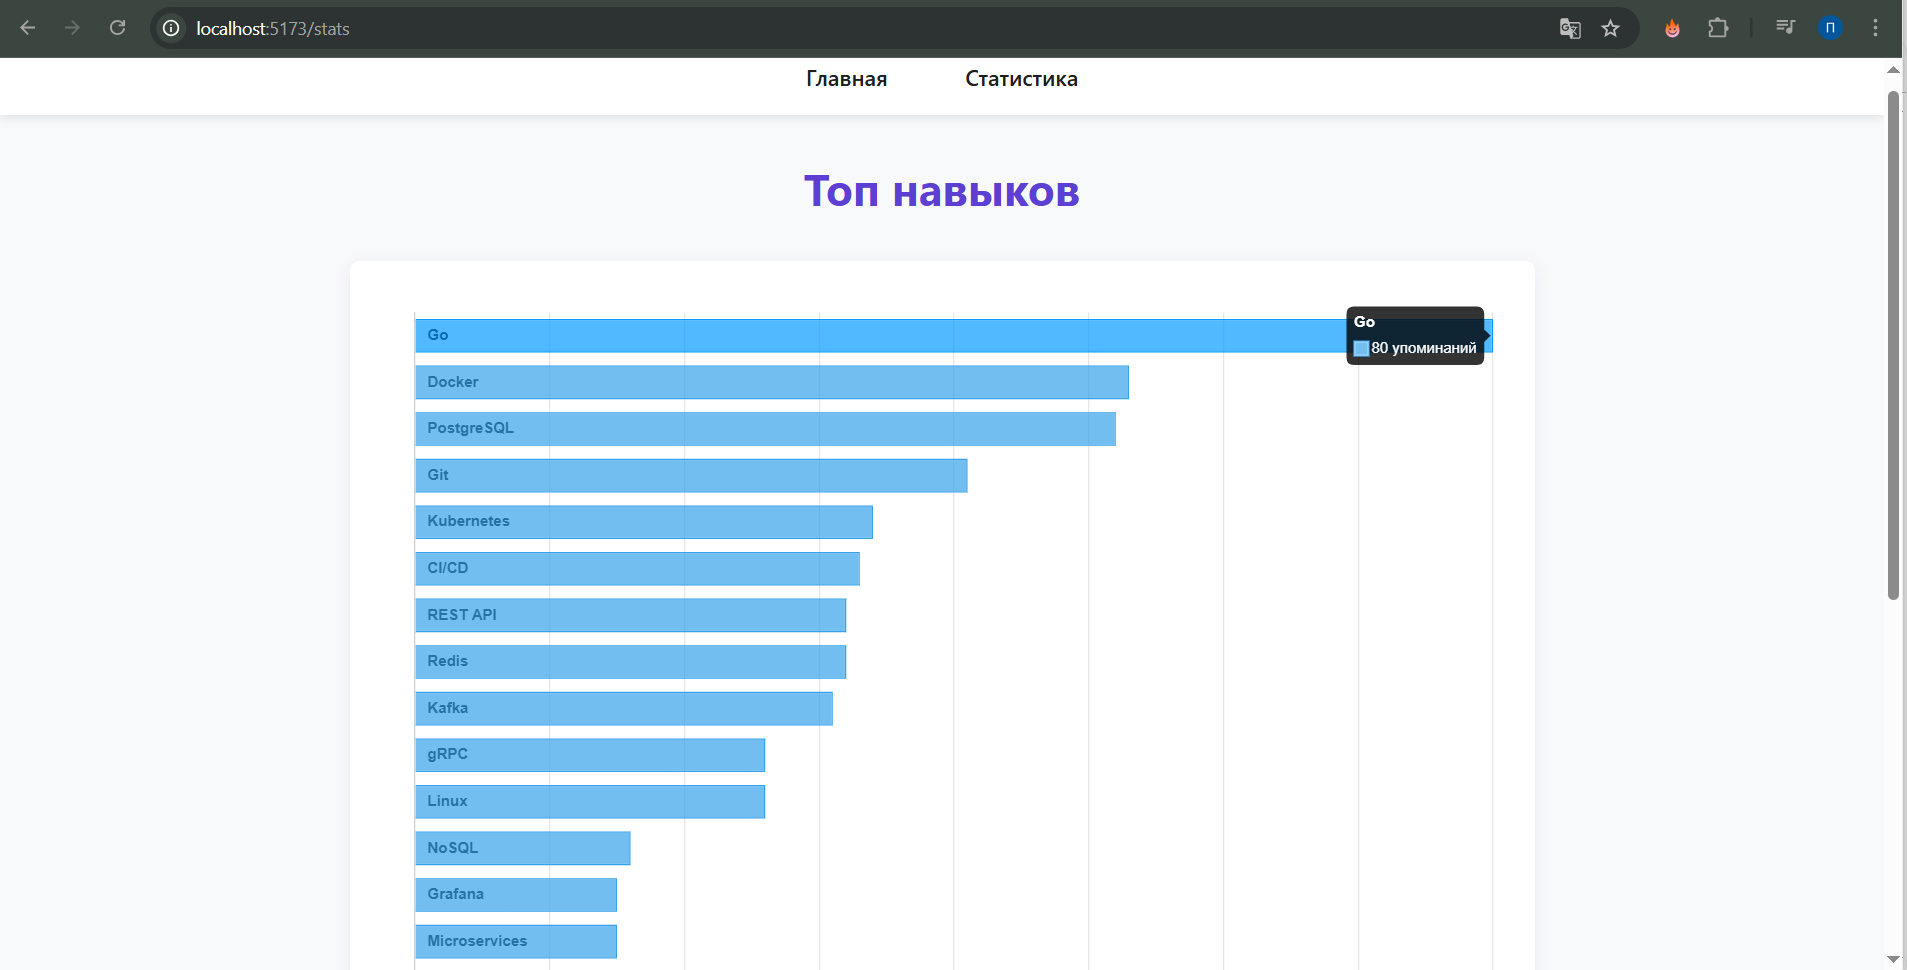 localhost:5173/stats
П
Главная Статистика
Топ навыков
Go
Go
80 упоминаний
Docker
PostgreSQL
Git
Kubernetes
CI/CD
REST API
Redis
Kafka
gRPC
Linux
NoSQL
Grafana
Microservices